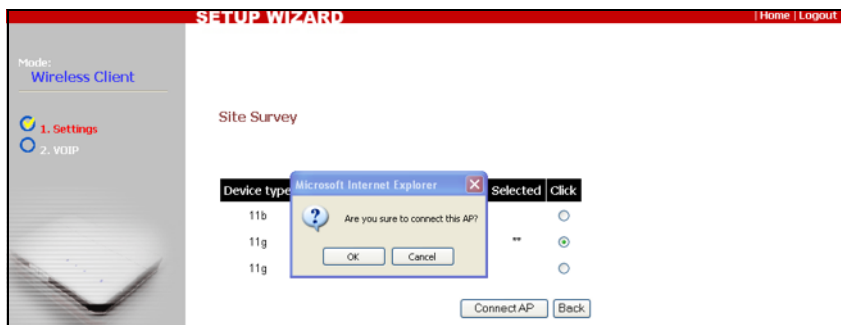 SETUP WIZARD
| Home | Logout
Mode:
Wireless Client
1. Settings
2. VOIP
Site Survey
Device type Selected Click
Microsoft Internet Explorer
Are you sure to connect this AP?
OK Cancel
11b
11g **
11g
Connect AP Back